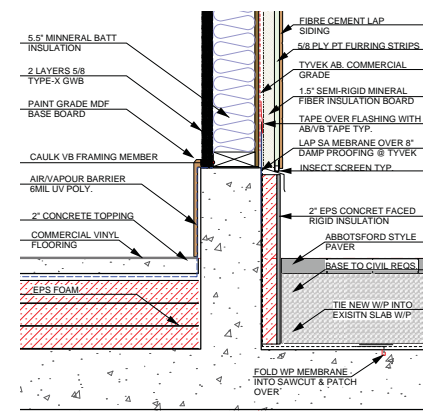 5.5" MINNERAL BATT
INSULATION
2 LAYERS 5/8
TYPE-X GWB
PAINT GRADE MDF
BASE BOARD
CAULK VB FRAMING MEMBER
AIR/VAPOUR BARRIER
6MIL UV POLY.
2" CONCRETE TOPPING
COMMERCIAL VINYL
FLOORING
EPS FOAM
FIBRE CEMENT LAP
SIDING
5/8 PLY PT FURRING STRIPS
TYVEK AB. COMMERCIAL
GRADE
1.5" SEMI-RIGID MINERAL
FIBER INSULATION BOARD
TAPE OVER FLASHING WITH
AB/VB TAPE TYP.
LAP SA MEBRANE OVER 8"
DAMP PROOFING @ TYVEK
INSECT SCREEN TYP.
2" EPS CONCRET FACED
RIGID INSULATION
ABBOTSFORD STYLE
PAVER
BASE TO CIVIL REQS.
TIE NEW W/P INTO
EXISITN SLAB W/P
FOLD WP MEMBRANE
INTO SAWCUT & PATCH
OVER